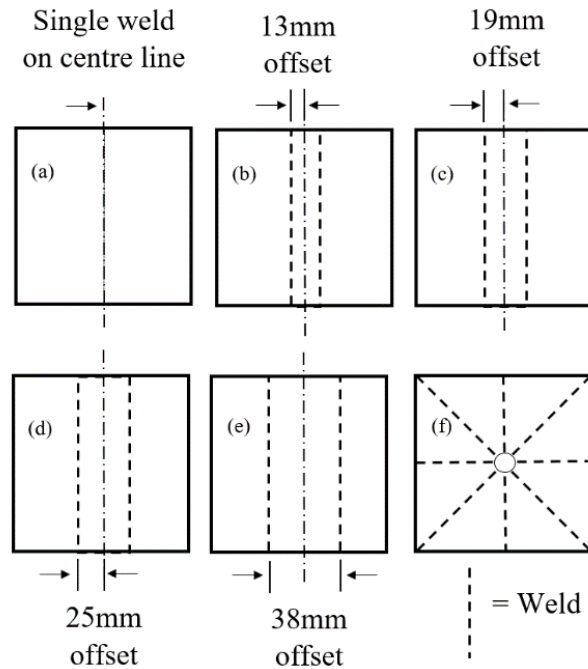 Single weld
on centre line
13mm
offset
19mm
offset
(a)
(b)
(c)
(d)
(e)
(f)
25mm
offset
38mm
offset
= Weld